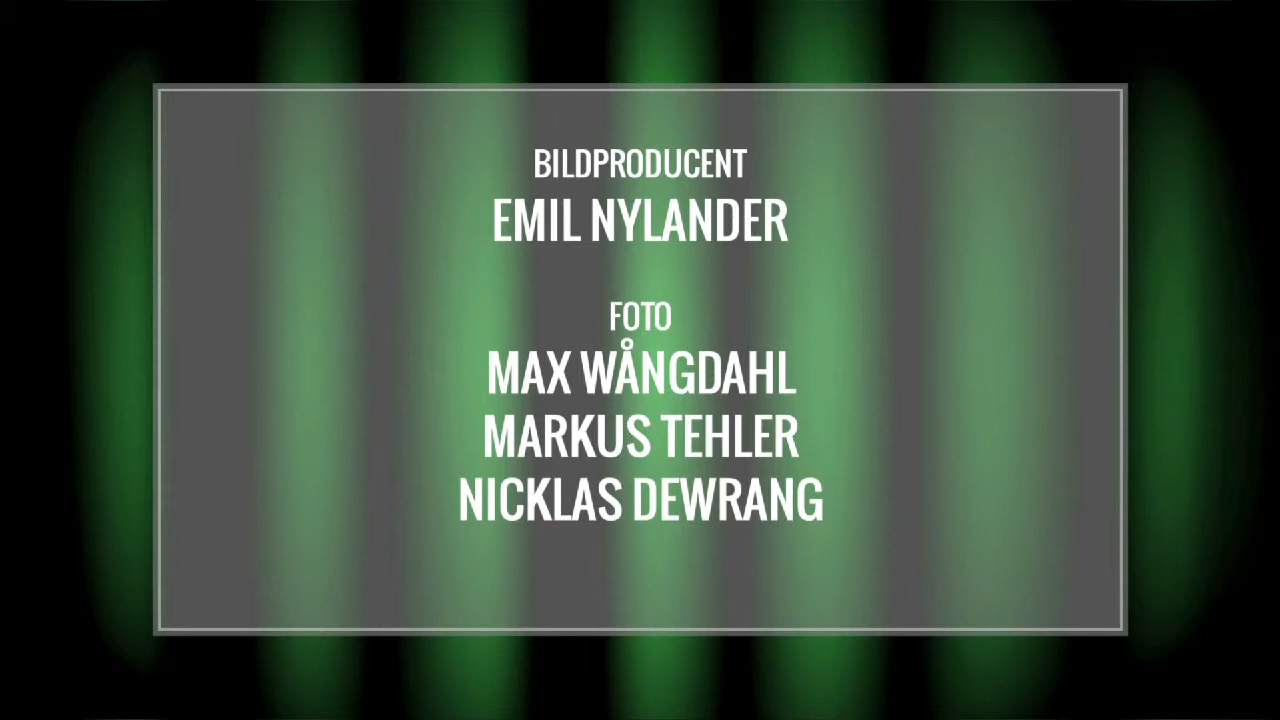 BILDPRODUCENT
EMIL NYLANDER
FOTO
MAX WÅNGDAHL
MARKUS TEHLER
NICKLAS DEWRANG